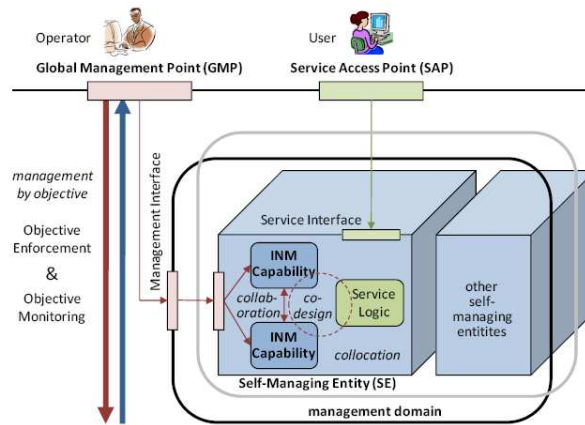 Operator
User
Global Management Point (GMP)
Service Access Point (SAP)
management
by objective
Objective
Enforcement
&
Objective
Monitoring
Management Interface
Service Interface
INM
Capability
collab-
oration
co-
design
Service
Logic
INM
Capability
collocation
Self-Managing Entity (SE)
other
self-
managing
entitites
management domain